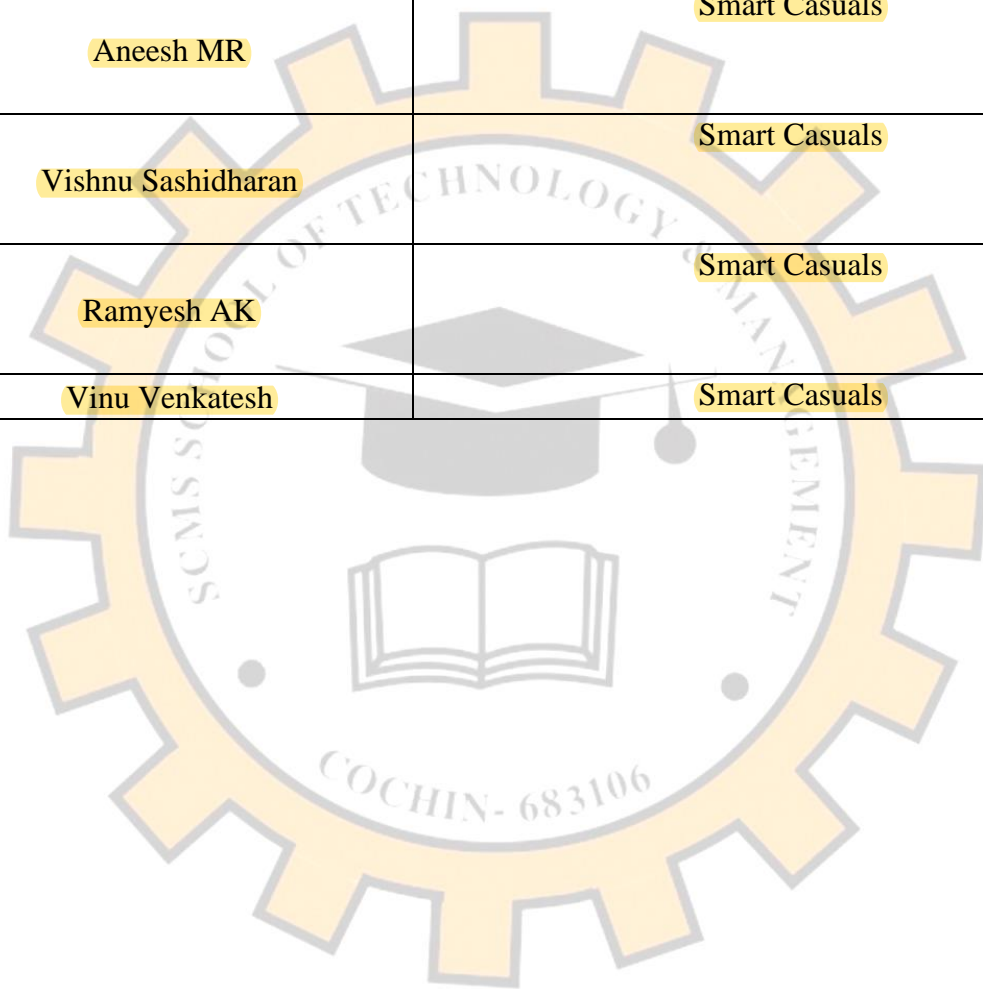 Smart Casuals
Aneesh MR
Smart Casuals
Vishnu Sashidharan
Smart Casuals
Ramyesh AK
Vinu Venkatesh
Smart Casuals
SCMS SCHOOL OF TECHNOLOGY & MANAGEMENT
COCHIN- 683106